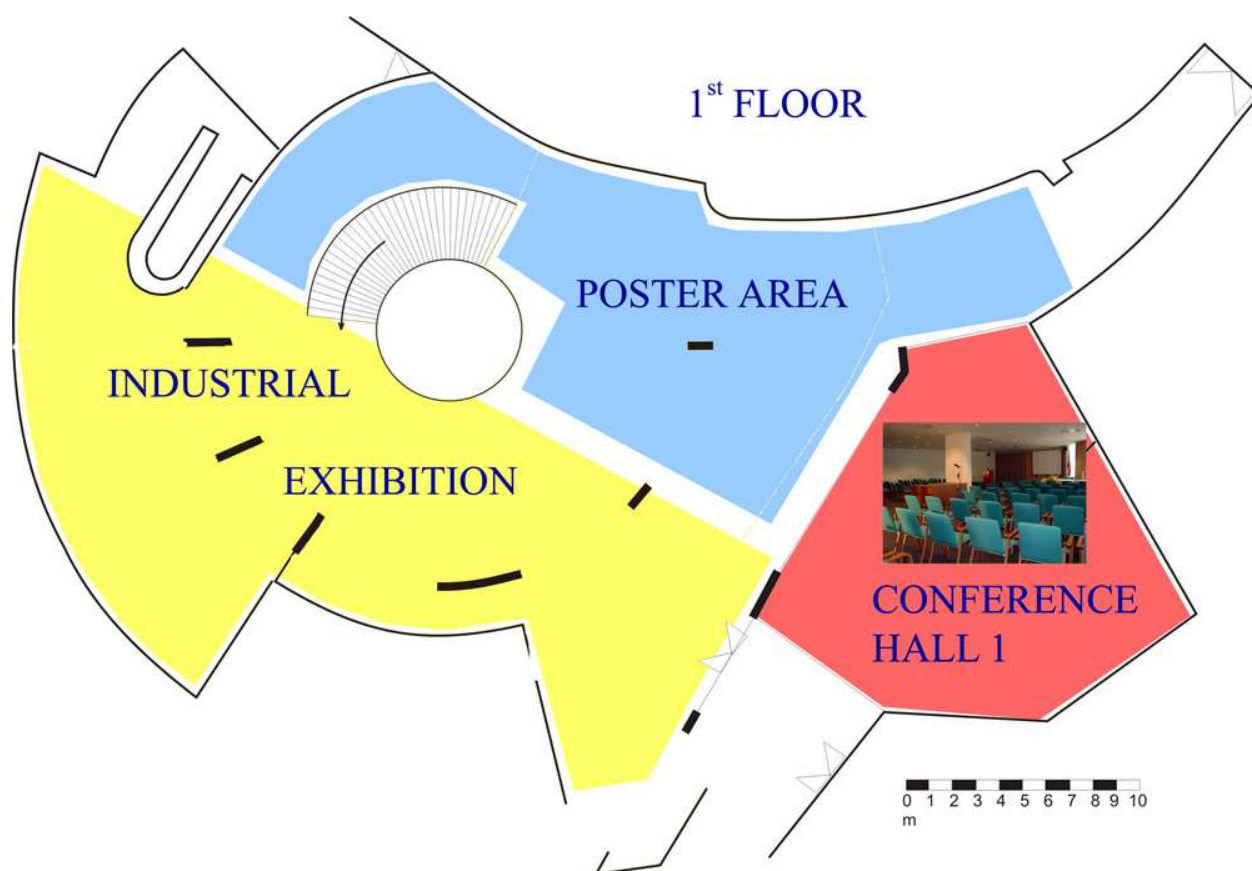 1st FLOOR
POSTER AREA
INDUSTRIAL
EXHIBITION
CONFERENCE
HALL 1
0 1 2 3 4 5 6 7 8 9 10
m